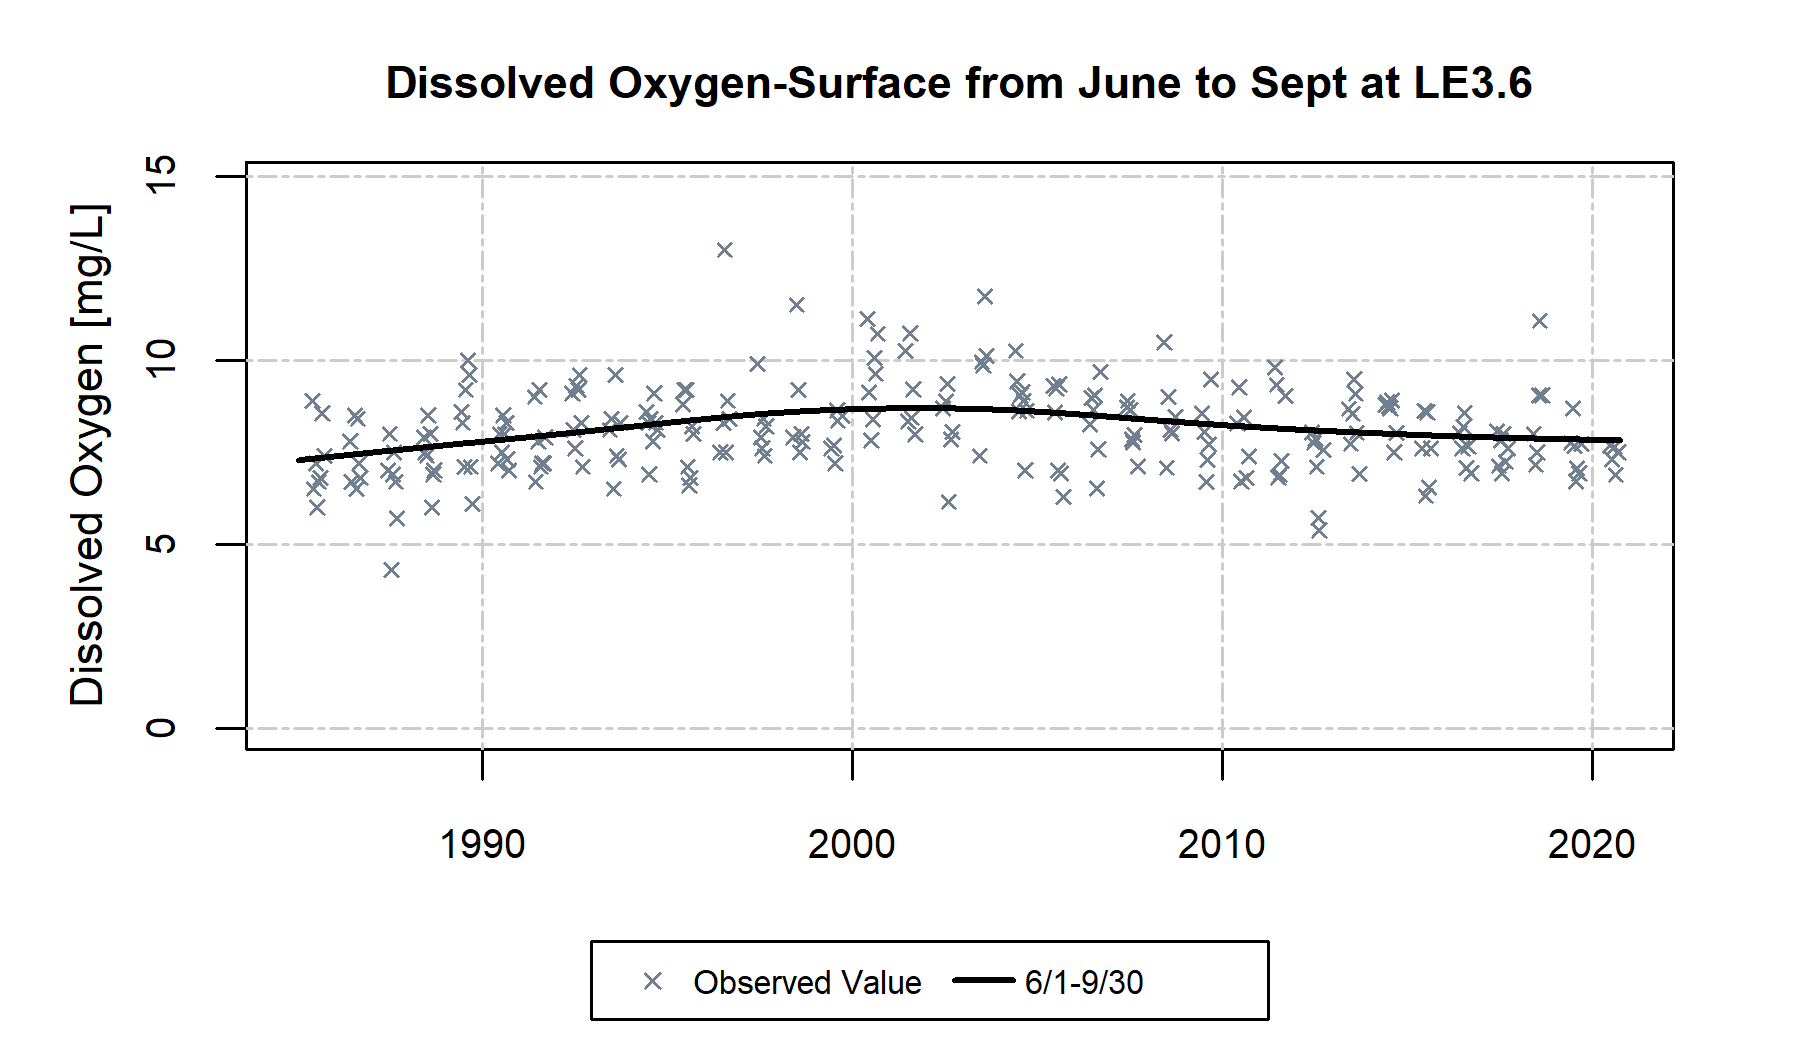 Dissolved Oxygen-Surface from June to Sept at LE3.6
Dissolved Oxygen [mg/L]
15
10
5
0
1990 2000 2010 2020
Observed Value 6/1-9/30